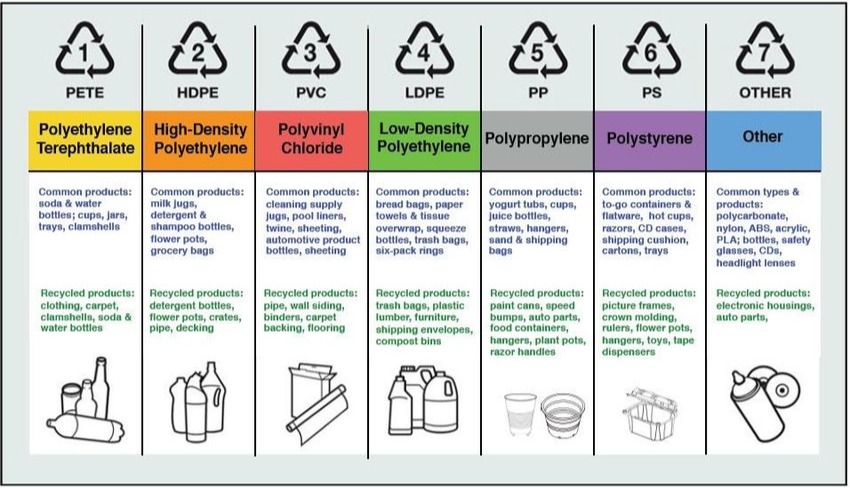 1
PETE
Polyethylene
Terephthalate
Common products:
soda & water
bottles; cups, jars,
trays, clamshells
Recycled products:
clothing, carpet,
clamshells, soda &
water bottles
2
HDPE
High-Density
Polyethylene
Common products:
milk jugs,
detergent &
shampoo bottles,
flower pots,
grocery bags
Recycled products:
detergent bottles,
flower pots, crates,
pipe, decking
3
PVC
Polyvinyl
Chloride
Common products:
cleaning supply
jugs, pool liners,
twine, sheeting,
automotive product
bottles, sheeting
Recycled products:
pipe, wall siding,
binders, carpet
backing, flooring
4
LDPE
Low-Density
Polyethylene
Common products:
bread bags, paper
towels & tissue
overwrap, squeeze
bottles, trash bags,
six-pack rings
Recycled products:
trash bags, plastic
lumber, furniture,
shipping envelopes,
compost bins
5
PP
Polypropylene
Common products:
yogurt tubs, cups,
juice bottles,
straws, hangers,
sand & shipping
bags
Recycled products:
paint cans, speed
bumps, auto parts,
food containers,
hangers, plant pots,
razor handles
6
PS
Polystyrene
Common products:
to-go containers &
flatware, hot cups,
razors, CD cases,
shipping cushion,
cartons, trays
Recycled products:
picture frames,
crown molding,
rulers, flower pots,
hangers, toys, tape
dispensers
7
OTHER
Other
Common types &
products:
polycarbonate,
nylon, ABS, acrylic,
PLA; bottles, safety
glasses, CDs,
headlight lenses
Recycled products:
electronic housings,
auto parts,